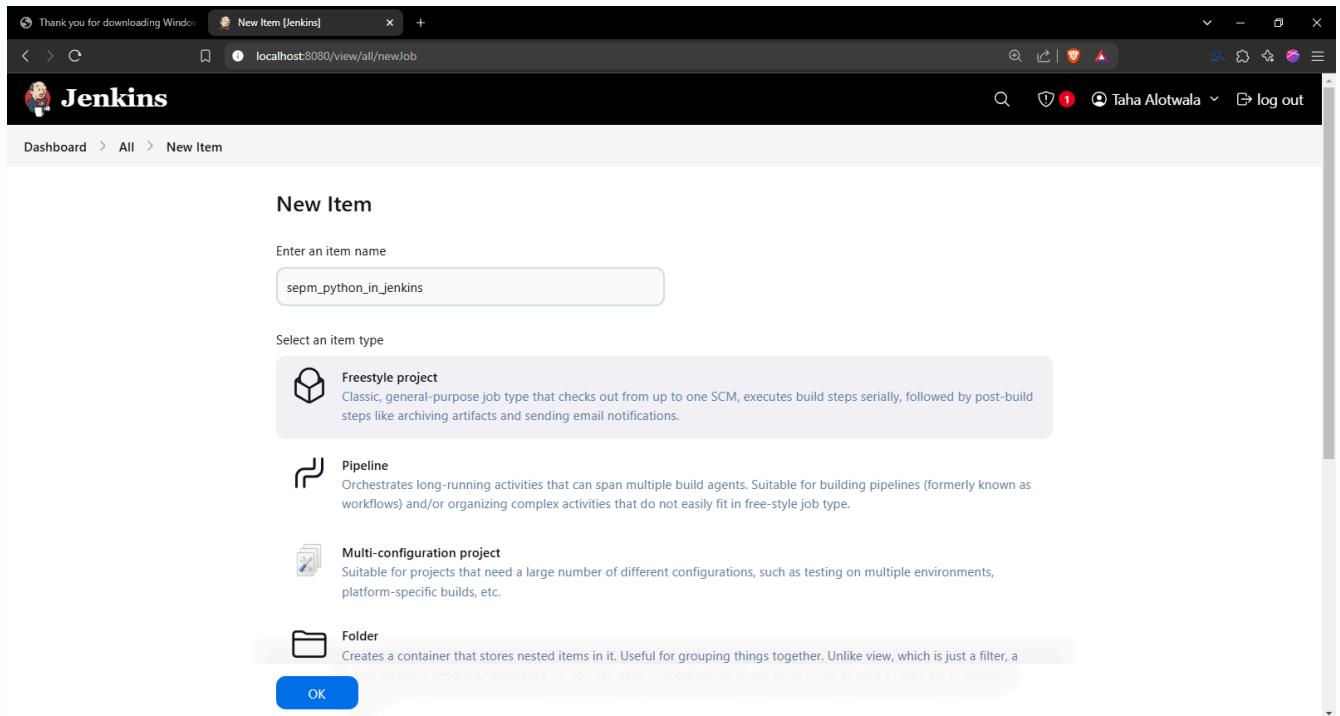 Thank you for downloading Window
New Item [Jenkins]
localhost:8080/view/all/newJob
Jenkins
1
Taha Alotwala
log out
Dashboard > All > New Item
New Item
Enter an item name
sepm_python_in_jenkins
Select an item type
Freestyle project
Classic, general-purpose job type that checks out from up to one SCM, executes build steps serially, followed by post-build
steps like archiving artifacts and sending email notifications.
Pipeline
Orchestrates long-running activities that can span multiple build agents. Suitable for building pipelines (formerly known as
workflows) and/or organizing complex activities that do not easily fit in free-style job type.
Multi-configuration project
Suitable for projects that need a large number of different configurations, such as testing on multiple environments,
platform-specific builds, etc.
Folder
Creates a container that stores nested items in it. Useful for grouping things together. Unlike view, which is just a filter, a
OK